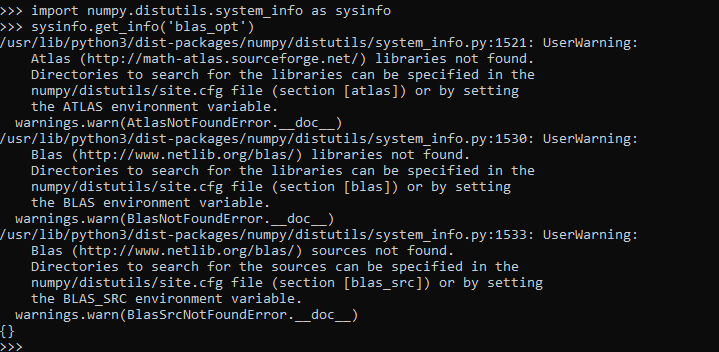 >>> import numpy.distutils.system_info as sysinfo
>>> sysinfo.get_info('blas_opt')
/usr/lib/python3/dist-packages/numpy/distutils/system_info.py:1521: UserWarning:
    Atlas (http://math-atlas.sourceforge.net/) libraries not found.
    Directories to search for the libraries can be specified in the
    numpy/distutils/site.cfg file (section [atlas]) or by setting
    the ATLAS environment variable.
  warnings.warn(AtlasNotFoundError.__doc__)
/usr/lib/python3/dist-packages/numpy/distutils/system_info.py:1530: UserWarning:
    Blas (http://www.netlib.org/blas/) libraries not found.
    Directories to search for the libraries can be specified in the
    numpy/distutils/site.cfg file (section [blas]) or by setting
    the BLAS environment variable.
  warnings.warn(BlasNotFoundError.__doc__)
/usr/lib/python3/dist-packages/numpy/distutils/system_info.py:1533: UserWarning:
    Blas (http://www.netlib.org/blas/) sources not found.
    Directories to search for the sources can be specified in the
    numpy/distutils/site.cfg file (section [blas_src]) or by setting
    the BLAS_SRC environment variable.
  warnings.warn(BlasSrcNotFoundError.__doc__)
{}
>>>